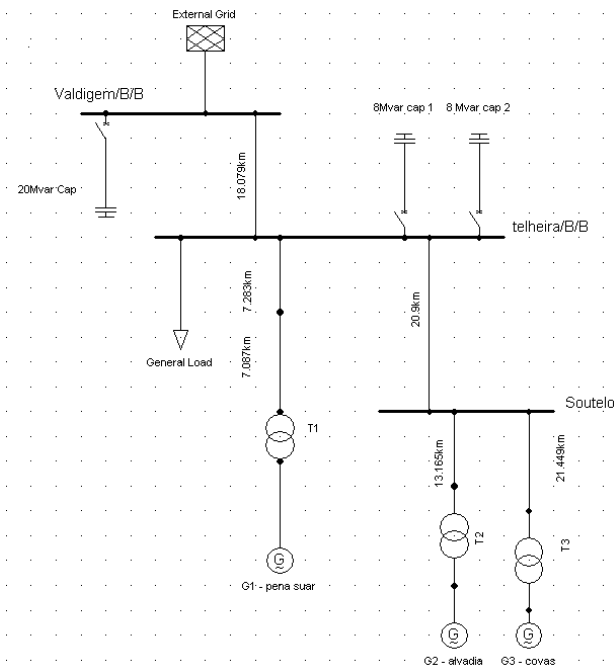 External Grid
Valdigem/B/B
8Mvar cap 1
8 Mvar cap 2
20Mvar Cap
18.079km
telheira/B/B
7.283km
20.9km
General Load
7.087km
T1
Soutelo
13.165km
21.449km
T2
T3
G
G1 - pena suar
G
G
G2 - alvadia
G3 - covas